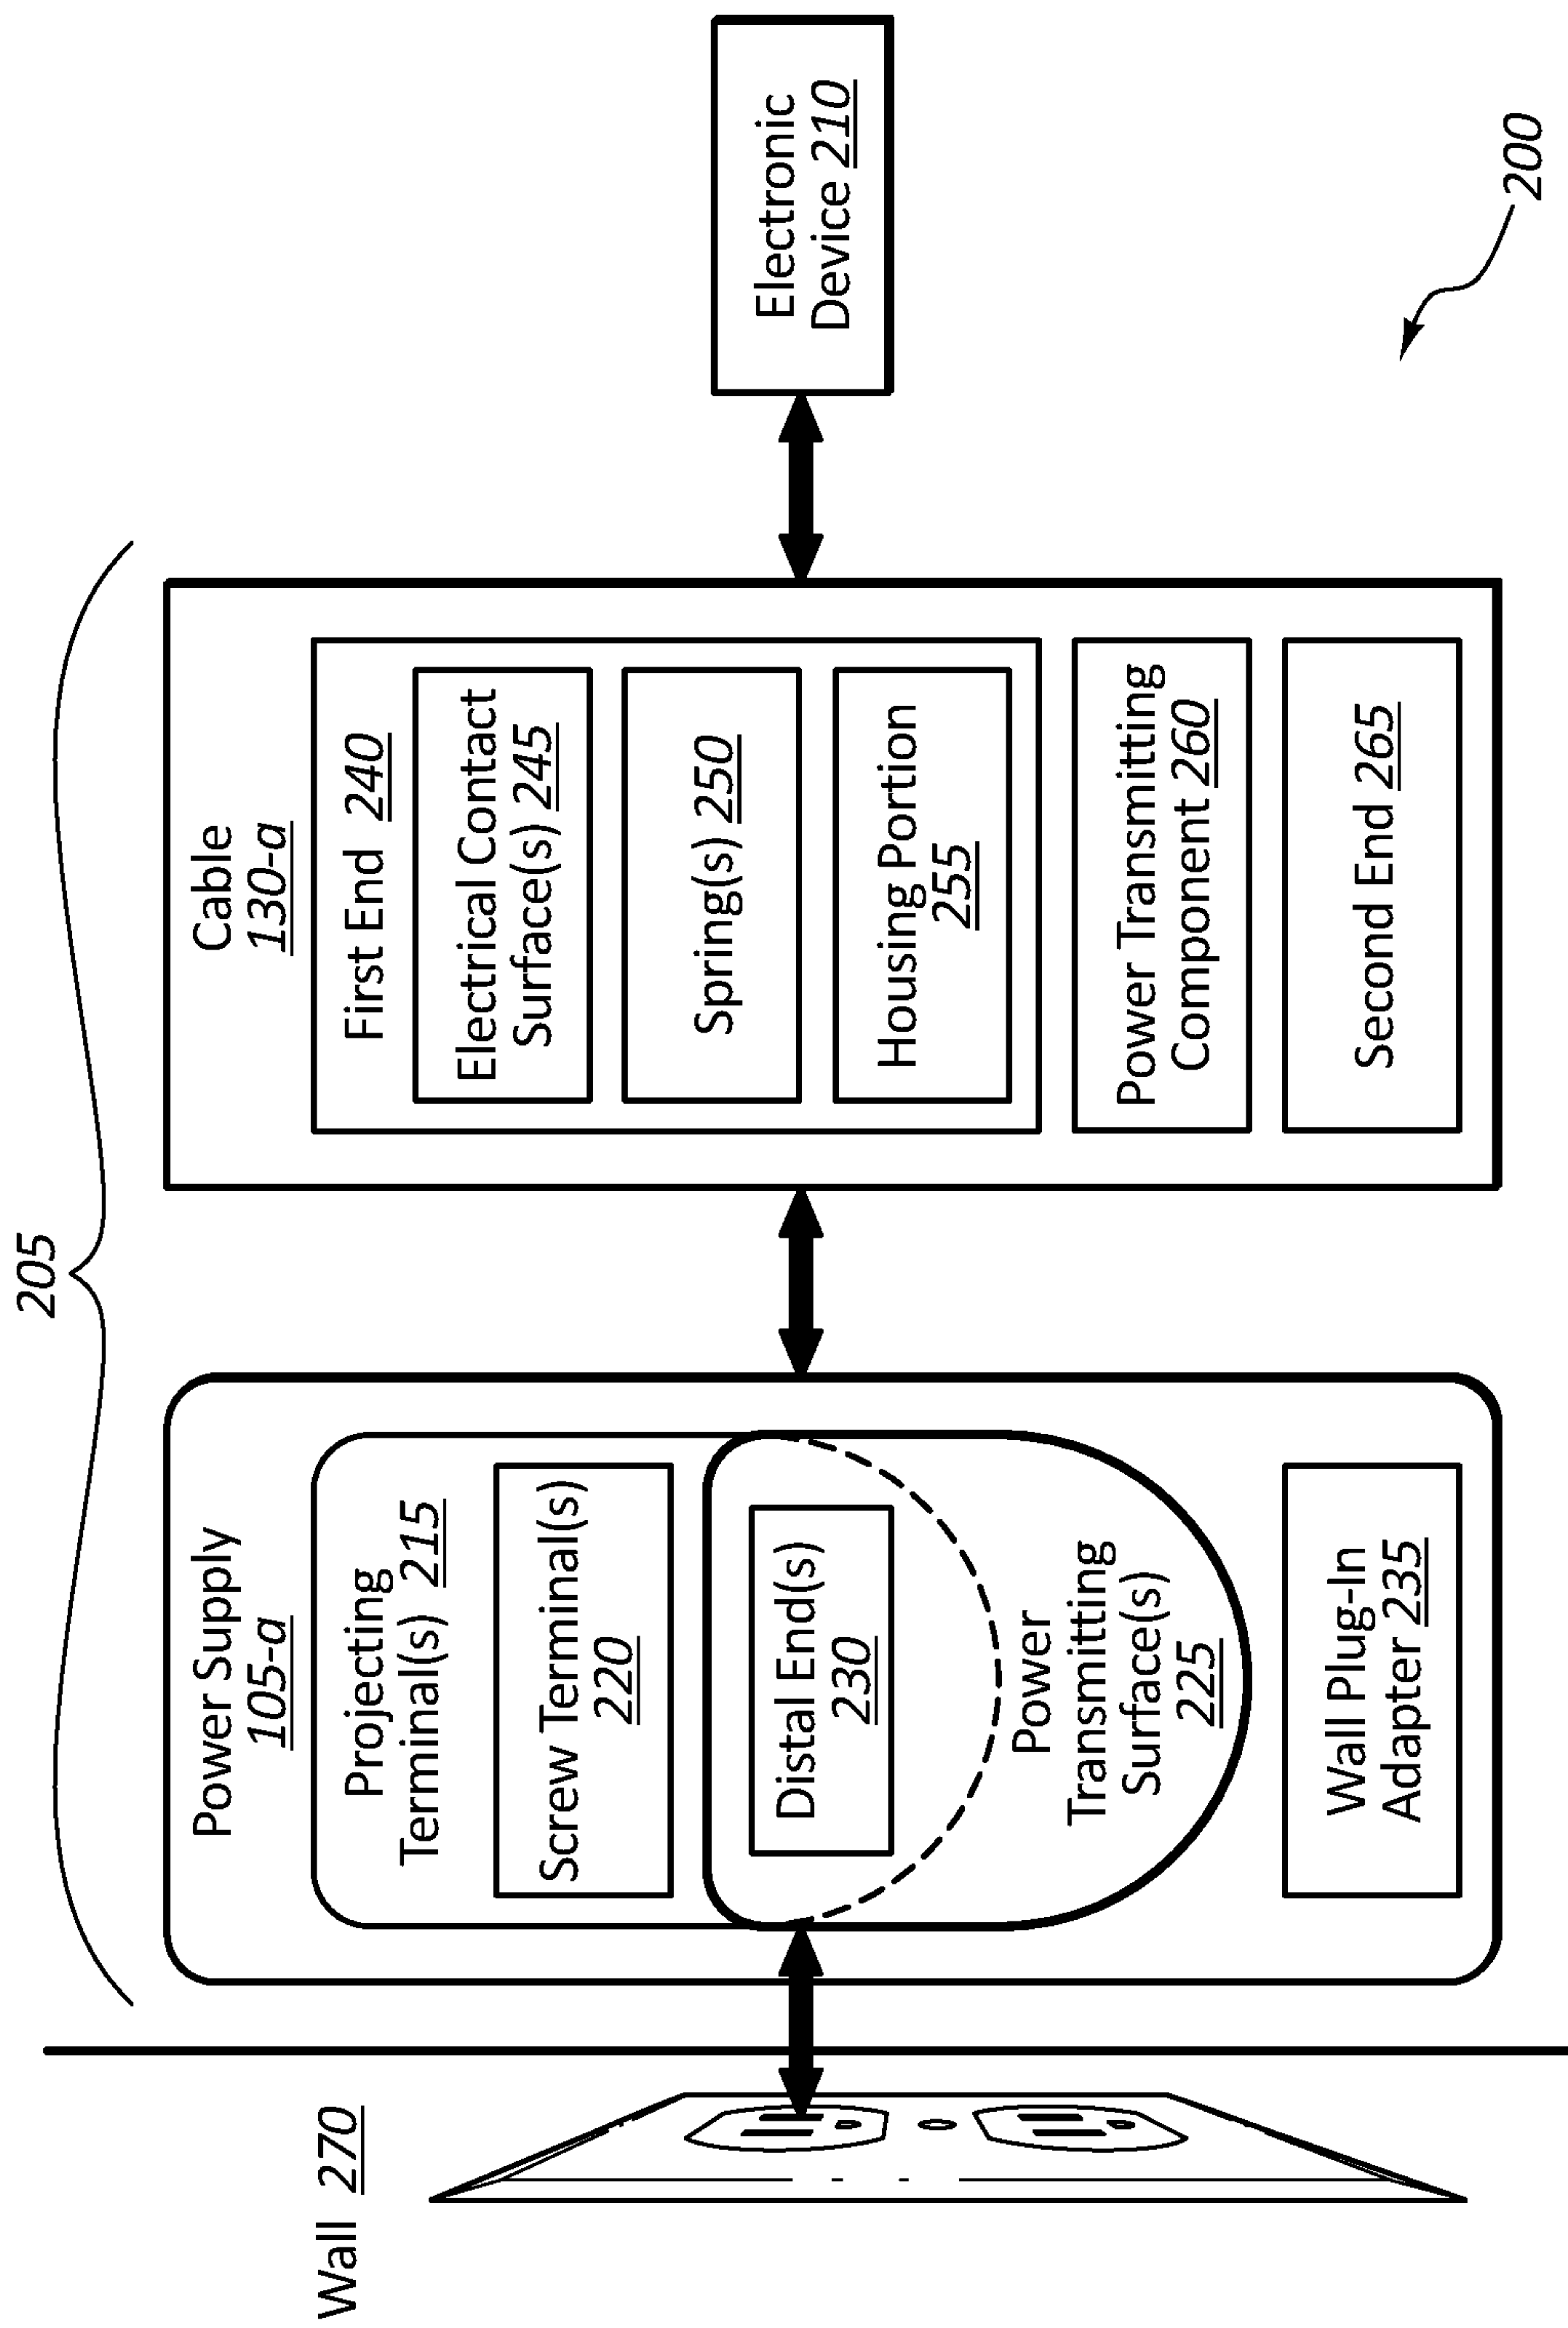 205
Wall 270
Power Supply
105-a
Projecting
Terminal(s) 215
Screw Terminal(s)
220
Distal End(s)
230
Power
Transmitting
Surface(s)
225
Wall Plug-In
Adapter 235
Cable
130-a
First End 240
Electrical Contact
Surface(s) 245
Spring(s) 250
Housing Portion
255
Power Transmitting
Component 260
Second End 265
Electronic
Device 210
200